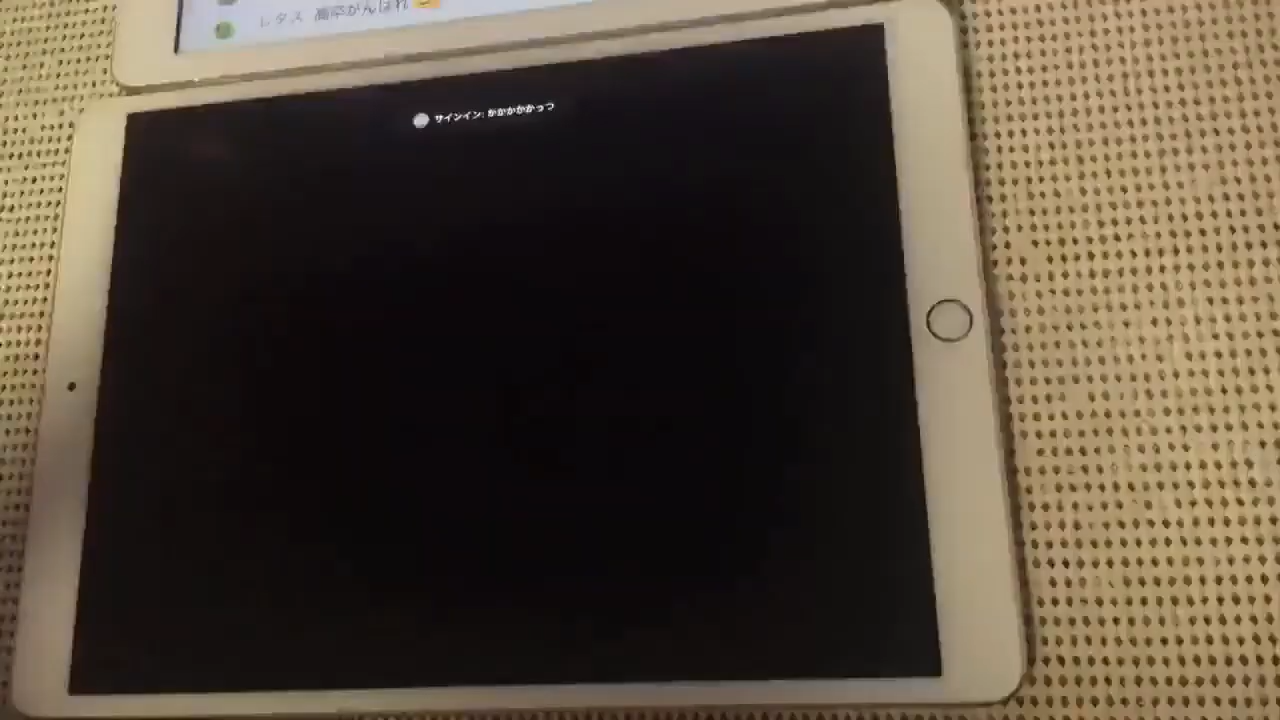 レタス 高卒がんばれ
サインイン: かかかかかっつ